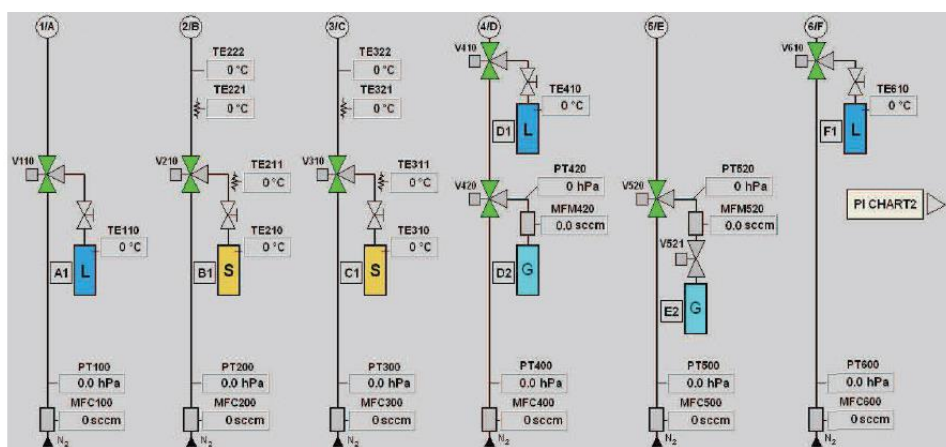 1/A
2/B
3/C
4/D
5/E
6/F
V410
V610
TE222
0 °C
TE322
0 °C
TE221
0 °C
TE321
0 °C
TE410
0 °C
TE610
0 °C
D1
L
F1
L
V110
V210
TE211
0 °C
V310
TE311
0 °C
V420
PT420
0 hPa
V520
PT520
0 hPa
PI CHART2
MFM420
0.0 sccm
MFM520
0.0 sccm
TE110
0 °C
TE210
0 °C
TE310
0 °C
V521
A1
L
B1
S
C1
S
D2
G
E2
G
PT100
0.0 hPa
PT200
0.0 hPa
PT300
0.0 hPa
PT400
0.0 hPa
PT500
0.0 hPa
PT600
0.0 hPa
MFC100
0 sccm
MFC200
0 sccm
MFC300
0 sccm
MFC400
0 sccm
MFC500
0 sccm
MFC600
0 sccm
N2
N2
N2
N2
N2
N2